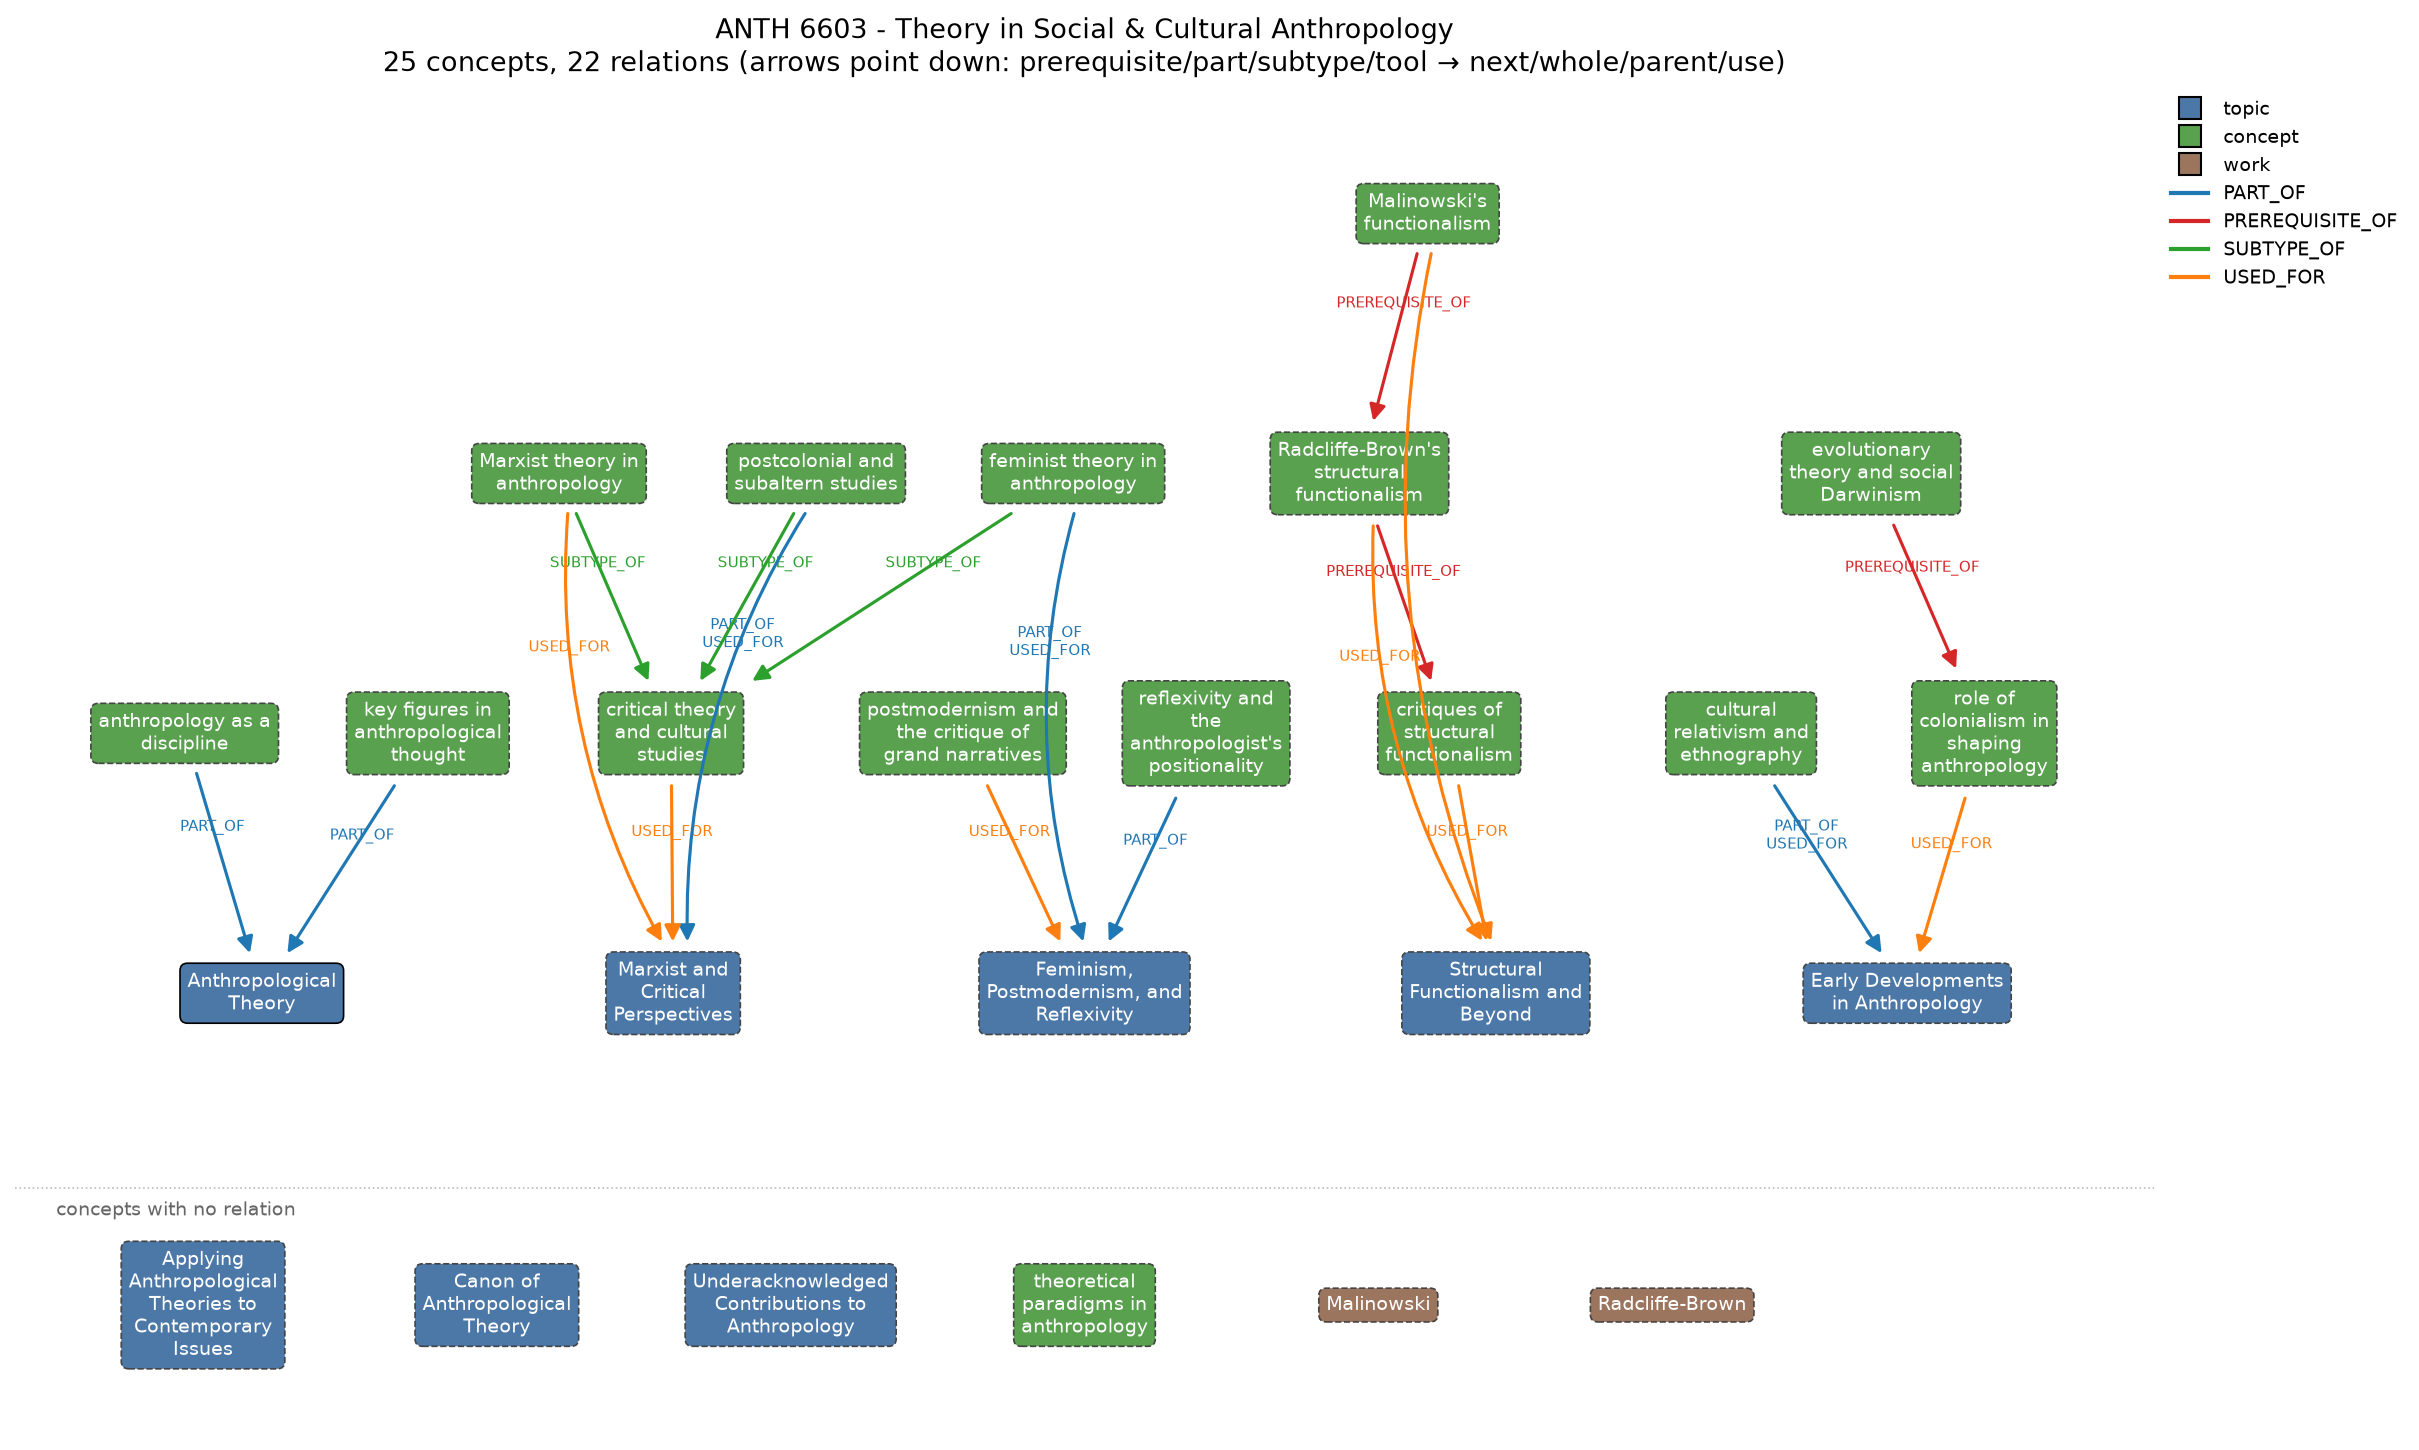 ANTH 6603 - Theory in Social & Cultural Anthropology
25 concepts, 22 relations (arrows point down: prerequisite/part/subtype/tool → next/whole/parent/use)
topic
concept
work
PART_OF
PREREQUISITE_OF
SUBTYPE_OF
USED_FOR
Malinowski's
functionalism
PREREQUISITE_OF
Marxist theory in
anthropology
postcolonial and
subaltern studies
feminist theory in
anthropology
Radcliffe-Brown's
structural
functionalism
evolutionary
theory and social
Darwinism
SUBTYPE_OF
SUBTYPE_OF
SUBTYPE_OF
PREREQUISITE_OF
PREREQUISITE_OF
USED_FOR
PART_OF
USED_FOR
PART_OF
USED_FOR
USED_FOR
anthropology as a
discipline
key figures in
anthropological
thought
critical theory
and cultural
studies
postmodernism and
the critique of
grand narratives
reflexivity and
the
anthropologist's
positionality
critiques of
structural
functionalism
cultural
relativism and
ethnography
role of
colonialism in
shaping
anthropology
PART_OF
PART_OF
USED_FOR
USED_FOR
PART_OF
USED_FOR
PART_OF
USED_FOR
USED_FOR
Anthropological
Theory
Marxist and
Critical
Perspectives
Feminism,
Postmodernism, and
Reflexivity
Structural
Functionalism and
Beyond
Early Developments
in Anthropology
concepts with no relation
Applying
Anthropological
Theories to
Contemporary
Issues
Canon of
Anthropological
Theory
Underacknowledged
Contributions to
Anthropology
theoretical
paradigms in
anthropology
Malinowski
Radcliffe-Brown